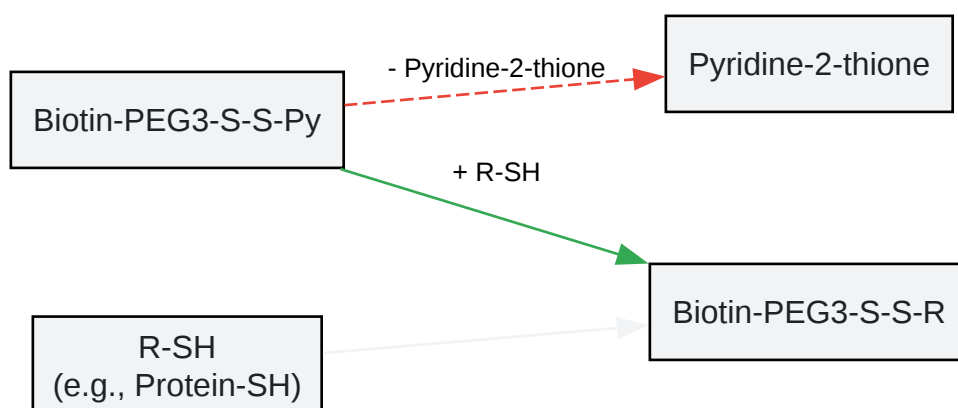 - Pyridine-2-thione
Pyridine-2-thione
Biotin-PEG3-S-S-Py
+ R-SH
Biotin-PEG3-S-S-R
R-SH
(e.g., Protein-SH)